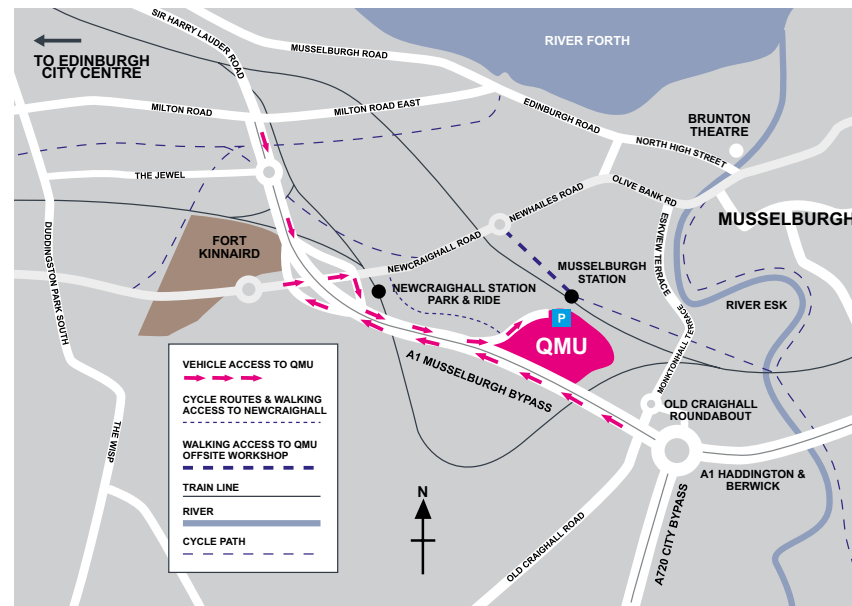 SIR HARRY LAUDER ROAD
RIVER FORTH
MUSSELBURGH ROAD
TO EDINBURGH
CITY CENTRE
MILTON ROAD
MILTON ROAD EAST
EDINBURGH ROAD
BRUNTON
THEATRE
NORTH HIGH STREET
THE JEWEL
OLIVE BANK RD
NEWHAILES ROAD
ESKVIEW TERRACE
MUSSELBURGH
DUDDINGSTON PARK SOUTH
FORT
KINNAIRD
NEWCRAIGHALL ROAD
MUSSELBURGH
STATION
NEWCRAIGHALL STATION
PARK & RIDE
RIVER ESK
P
QMU
MONKTONHALL TERRACE
A1 MUSSELBURGH BYPASS
VEHICLE ACCESS TO QMU
CYCLE ROUTES & WALKING
ACCESS TO NEWCRAIGHALL
WALKING ACCESS TO QMU
OFFSITE WORKSHOP
TRAIN LINE
RIVER
CYCLE PATH
THE WISP
OLD CRAIGHALL
ROUNDABOUT
A1 HADDINGTON &
BERWICK
N
OLD CRAIGHALL ROAD
A720 CITY BYPASS